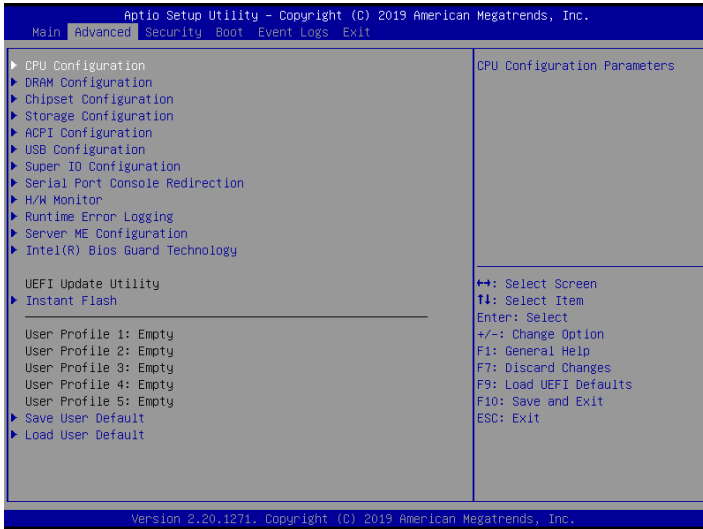 Aptio Setup Utility – Copyright (C) 2019 American Megatrends, Inc.
Main Advanced Security Boot Event Logs Exit
CPU Configuration
DRAM Configuration
Chipset Configuration
Storage Configuration
ACPI Configuration
USB Configuration
Super IO Configuration
Serial Port Console Redirection
H/W Monitor
Runtime Error Logging
Server ME Configuration
Intel(R) Bios Guard Technology
UEFI Update Utility
Instant Flash
User Profile 1: Empty
User Profile 2: Empty
User Profile 3: Empty
User Profile 4: Empty
User Profile 5: Empty
Save User Default
Load User Default
CPU Configuration Parameters
↔: Select Screen
↑↓: Select Item
Enter: Select
+/-: Change Option
F1: General Help
F7: Discard Changes
F9: Load UEFI Defaults
F10: Save and Exit
ESC: Exit
Version 2.20.1271. Copyright (C) 2019 American Megatrends, Inc.